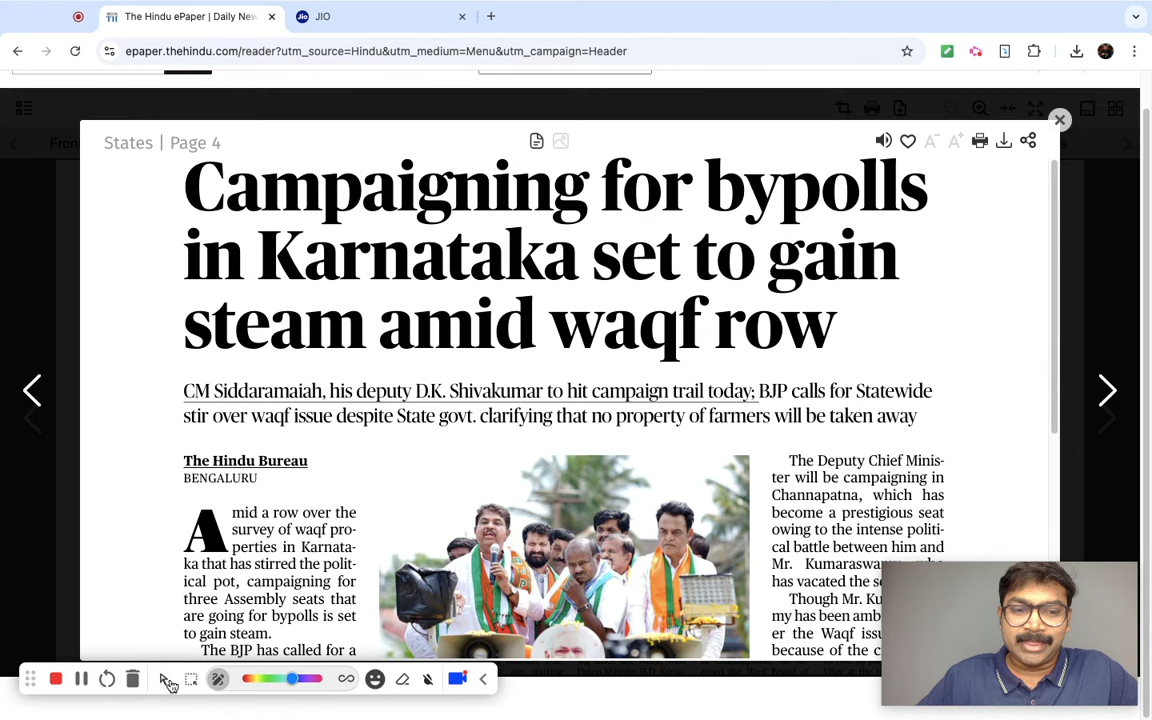 The Hindu ePaper | Daily New
JIO
epaper.thehindu.com/reader?utm_source=Hindu&utm_medium=Menu&utm_campaign=Header
States | Page 4
Campaigning for bypolls
in Karnataka set to gain
steam amid waqf row
CM Siddaramaiah, his deputy D.K. Shivakumar to hit campaign trail today; BJP calls for Statewide
stir over waqf issue despite State govt. clarifying that no property of farmers will be taken away
The Hindu Bureau
BENGALURU
Amid a row over the
survey of waqf pro-
perties in Karnata-
ka that has stirred the polit-
ical pot, campaigning for
three Assembly seats that
are going for bypolls is set
to gain steam.
The BJP has called for a
The Deputy Chief Minis-
ter will be campaigning in
Channapatna, which has
become a prestigious seat
owing to the intense politi-
cal battle between him and
Mr. Kumaraswamy, who
has vacated the
Though Mr.
my has been
er the Waqf
because of the